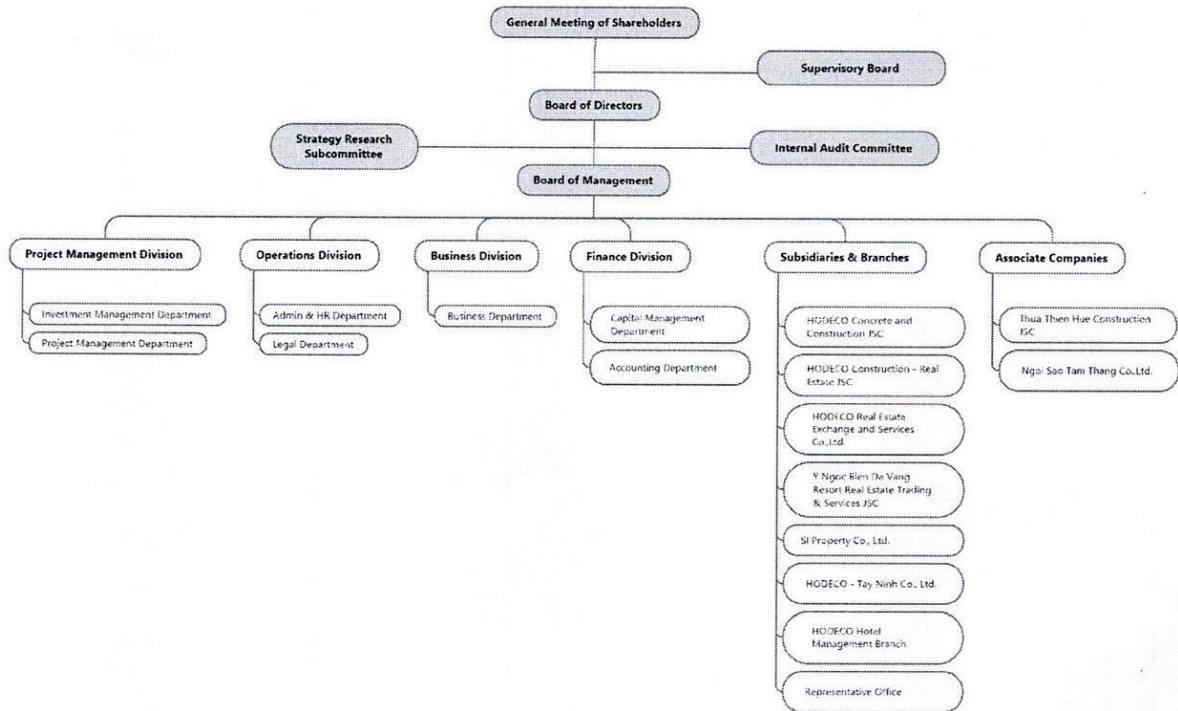 General Meeting of Shareholders
Supervisory Board
Board of Directors
Strategy Research
Subcommittee
Internal Audit Committee
Board of Management
Project Management Division
Operations Division
Business Division
Finance Division
Subsidiaries & Branches
Associate Companies
Investment Management Department
Project Management Department
Admin & HR Department
Legal Department
Business Department
Capital Management
Department
Accounting Department
HODECO Concrete and
Construction JSC
HODECO Construction - Real
Estate JSC
HODECO Real Estate
Exchange and Services
Co.,Ltd.
Y Ngoc Bien Da Vang
Resort Real Estate Trading
& Services JSC
SI Property Co., Ltd.
HODECO - Tay Ninh Co., Ltd.
HODECO Hotel
Management Branch
Representative Office
Thua Thien Hue Construction
JSC
Ngoi Sao Tam Thang Co.,Ltd.